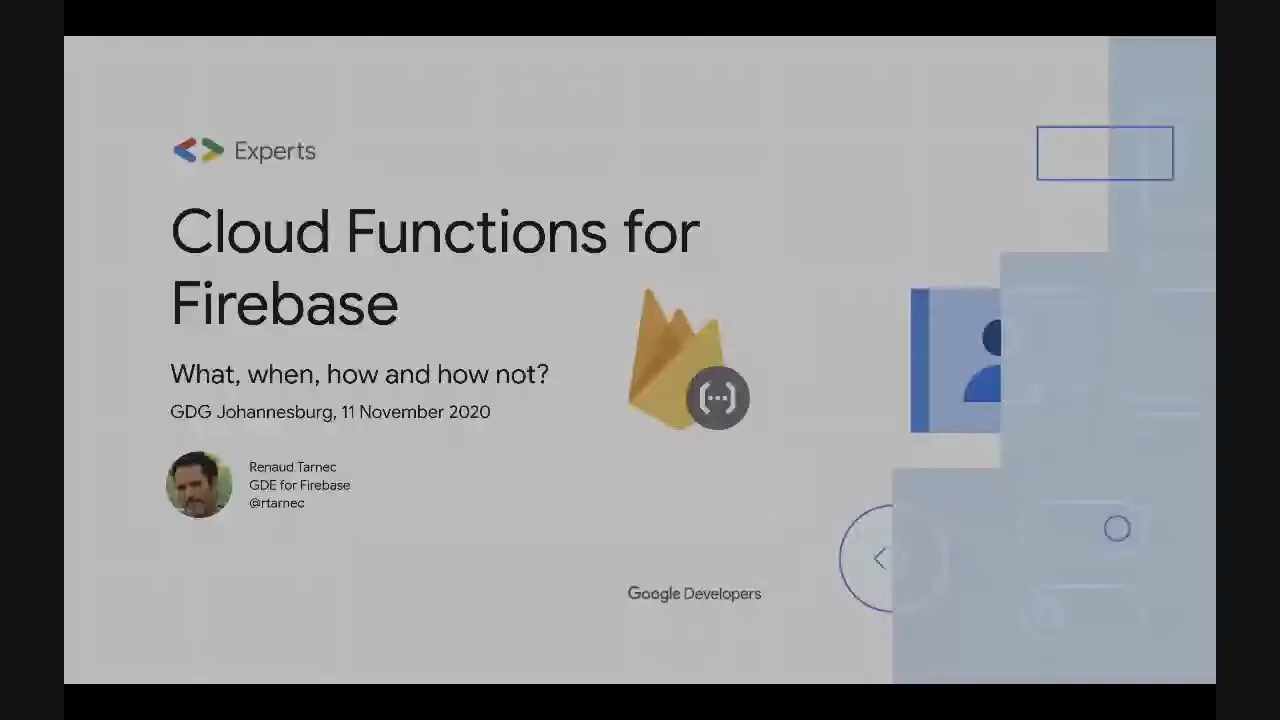 Experts
Cloud Functions for
Firebase
What, when, how and how not?
GDG Johannesburg, 11 November 2020
Renaud Tarnec
GDE for Firebase
@rtarnec
Google Developers